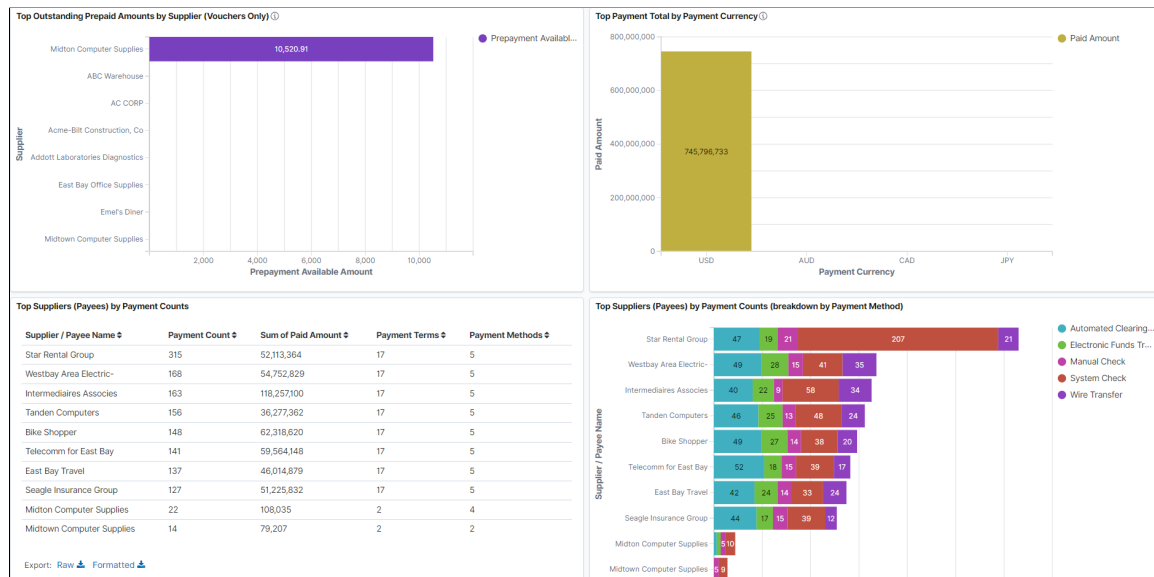 Top Outstanding Prepaid Amounts by Supplier (Vouchers Only)
Midton Computer Supplies
ABC Warehouse
AC CORP
Acme-Bilt Construction, Co
Addott Laboratories Diagnostics
East Bay Office Supplies
Emel's Diner
Midtown Computer Supplies
Supplier
10,520.91
2,000 4,000 6,000 8,000 10,000
Prepayment Available Amount
Prepayment Availabl...
Top Payment Total by Payment Currency
800,000,000
600,000,000
400,000,000
200,000,000
0
Paid Amount
745,796,733
USD AUD CAD JPY
Payment Currency
Paid Amount
Top Suppliers (Payees) by Payment Counts
Supplier / Payee Name Payment Count Sum of Paid Amount Payment Terms Payment Methods
Star Rental Group 315 52,113,364 17 5
Westbay Area Electric- 168 54,752,829 17 5
Intermediaires Associes 163 118,257,100 17 5
Tanden Computers 156 36,277,362 17 5
Bike Shopper 148 62,318,620 17 5
Telecomm for East Bay 141 59,564,148 17 5
East Bay Travel 137 46,014,879 17 5
Seagle Insurance Group 127 51,225,832 17 5
Midton Computer Supplies 22 108,035 2 4
Midtown Computer Supplies 14 79,207 2 2
Export: Raw Formatted
Top Suppliers (Payees) by Payment Counts (breakdown by Payment Method)
Supplier / Payee Name
Star Rental Group 47 19 21 207 21
Westbay Area Electric- 49 28 15 41 35
Intermediaires Associes 40 22 9 58 34
Tanden Computers 46 25 13 48 24
Bike Shopper 49 27 14 38 20
Telecomm for East Bay 52 18 15 39 17
East Bay Travel 42 24 14 33 24
Seagle Insurance Group 44 17 15 39 12
Midton Computer Supplies 5 10
Midtown Computer Supplies 5 9
Automated Clearing...
Electronic Funds Tr...
Manual Check
System Check
Wire Transfer